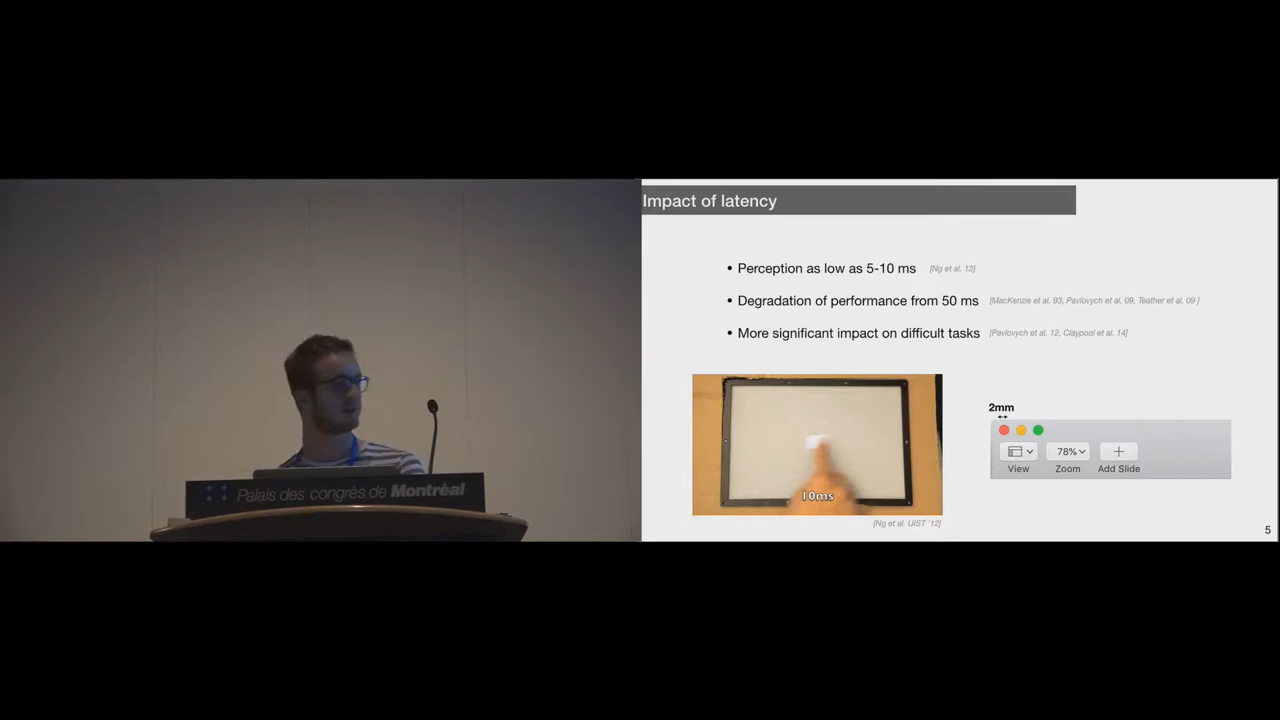 Impact of latency
• Perception as low as 5-10 ms [Ng et al. 12]
• Degradation of performance from 50 ms [MacKenzie et al. 93, Pavlovych et al. 09, Teather et al. 09 ]
• More significant impact on difficult tasks [Pavlovych et al. 12, Claypool et al. 14]
10ms
[Ng et al. UIST '12]
2mm
78%
View Zoom Add Slide
5
Palais des congrès de Montréal